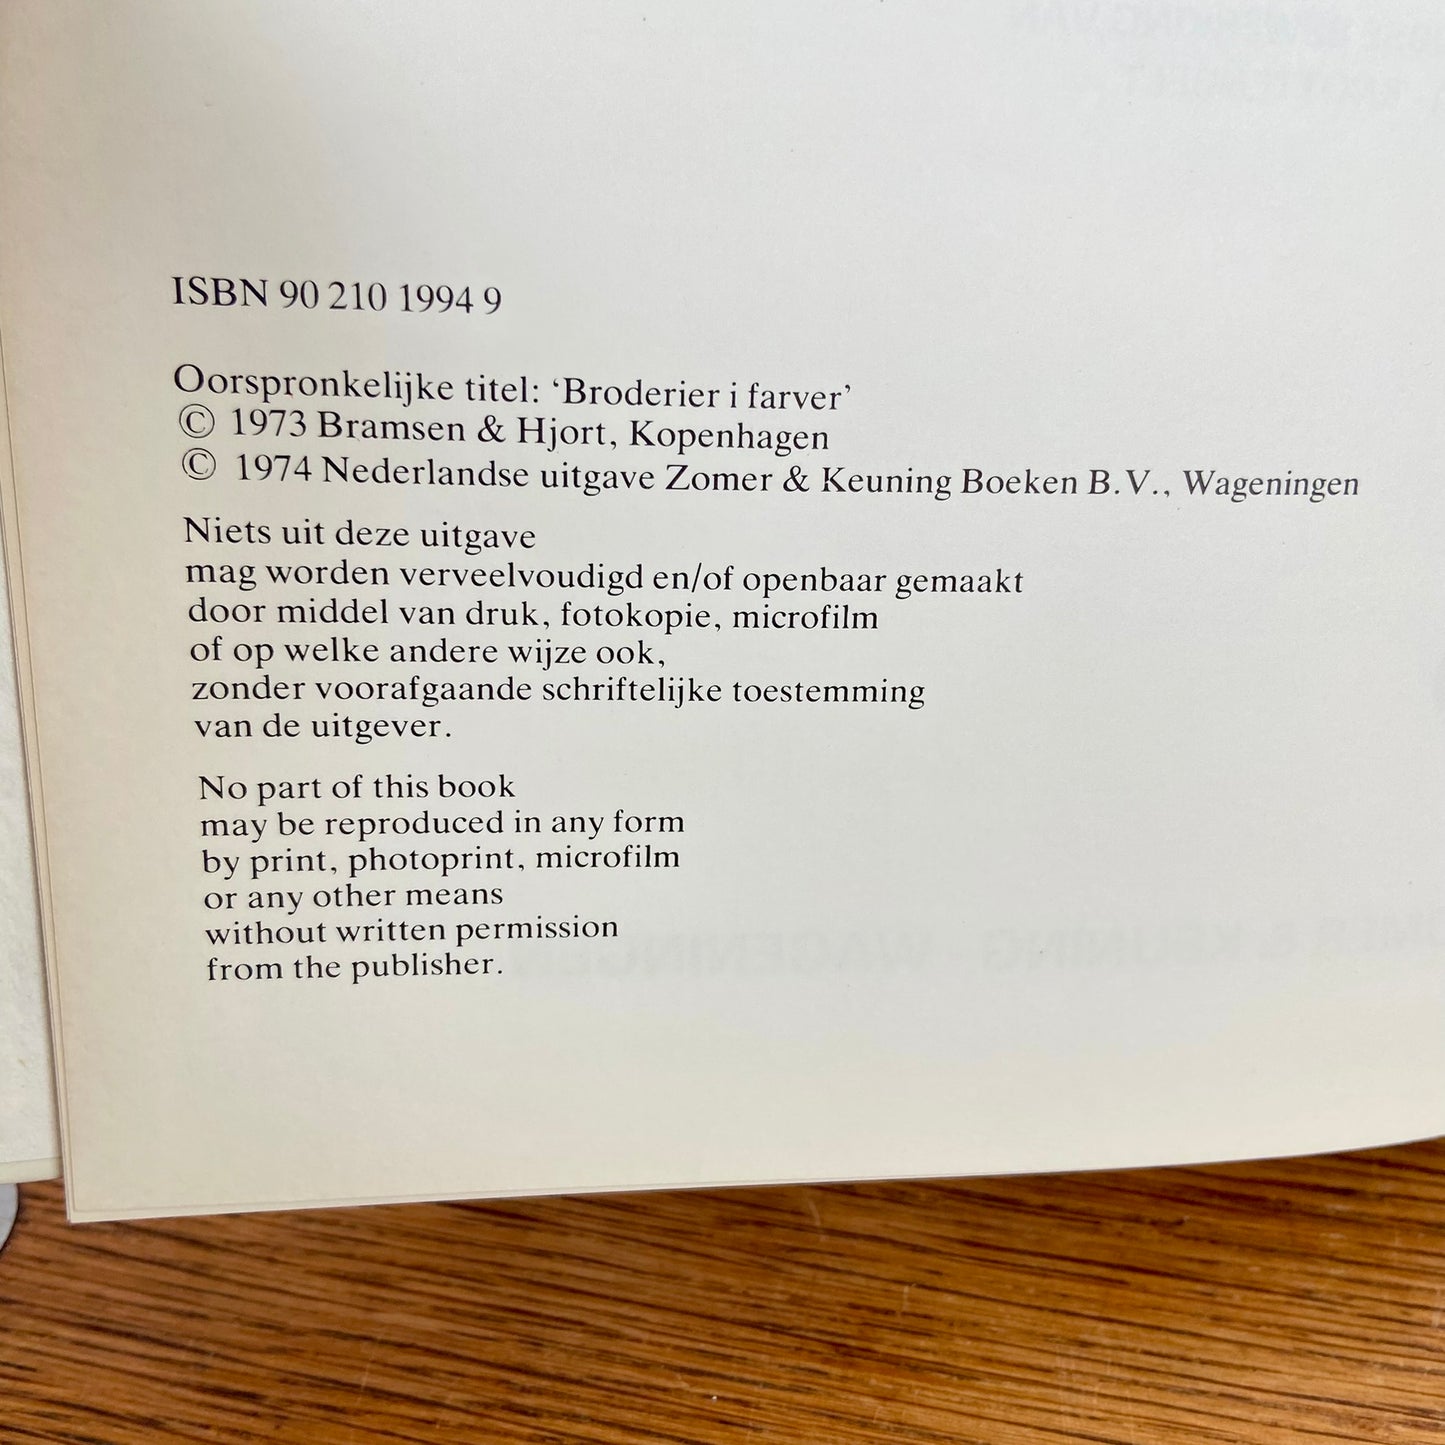 ISBN 90 210 1994 9
Oorspronkelijke titel: ‘Broderier i farver’
© 1973 Bramsen & Hjort, Kopenhagen
© 1974 Nederlandse uitgave Zomer & Keuning Boeken B.V., Wageningen
Niets uit deze uitgave
mag worden verveelvoudigd en/of openbaar gemaakt
door middel van druk, fotokopie, microfilm
of op welke andere wijze ook,
zonder voorafgaande schriftelijke toestemming
van de uitgever.
No part of this book
may be reproduced in any form
by print, photoprint, microfilm
or any other means
without written permission
from the publisher.